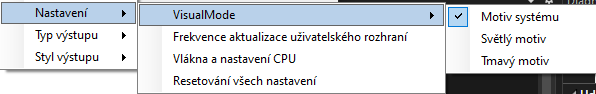 Nastavení
Typ výstupu
Styl výstupu
VisualMode
Frekvence aktualizace uživatelského rozhraní
Vlákna a nastavení CPU
Resetování všech nastavení
Motiv systému
Světlý motiv
Tmavý motiv